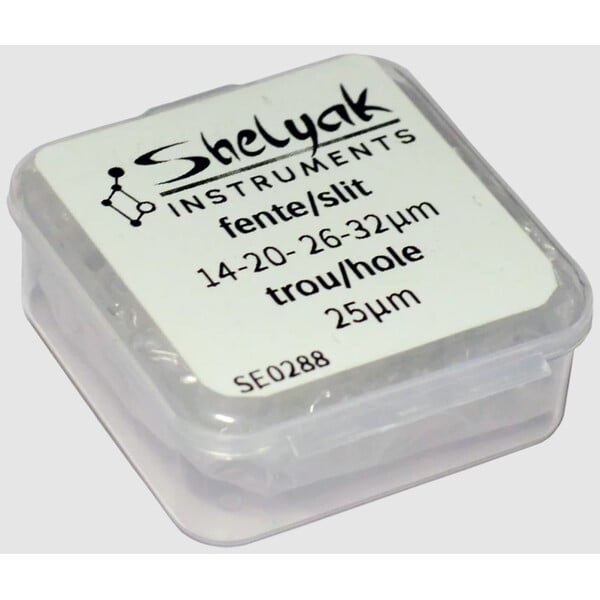 Shelyak
INSTRUMENTS
fente/slit
14-20- 26-32µm
trou/hole
25µm
SE0288